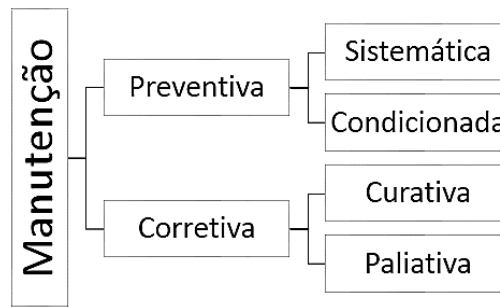 Manutenção
Preventiva
Sistemática
Condicionada
Corretiva
Curativa
Paliativa